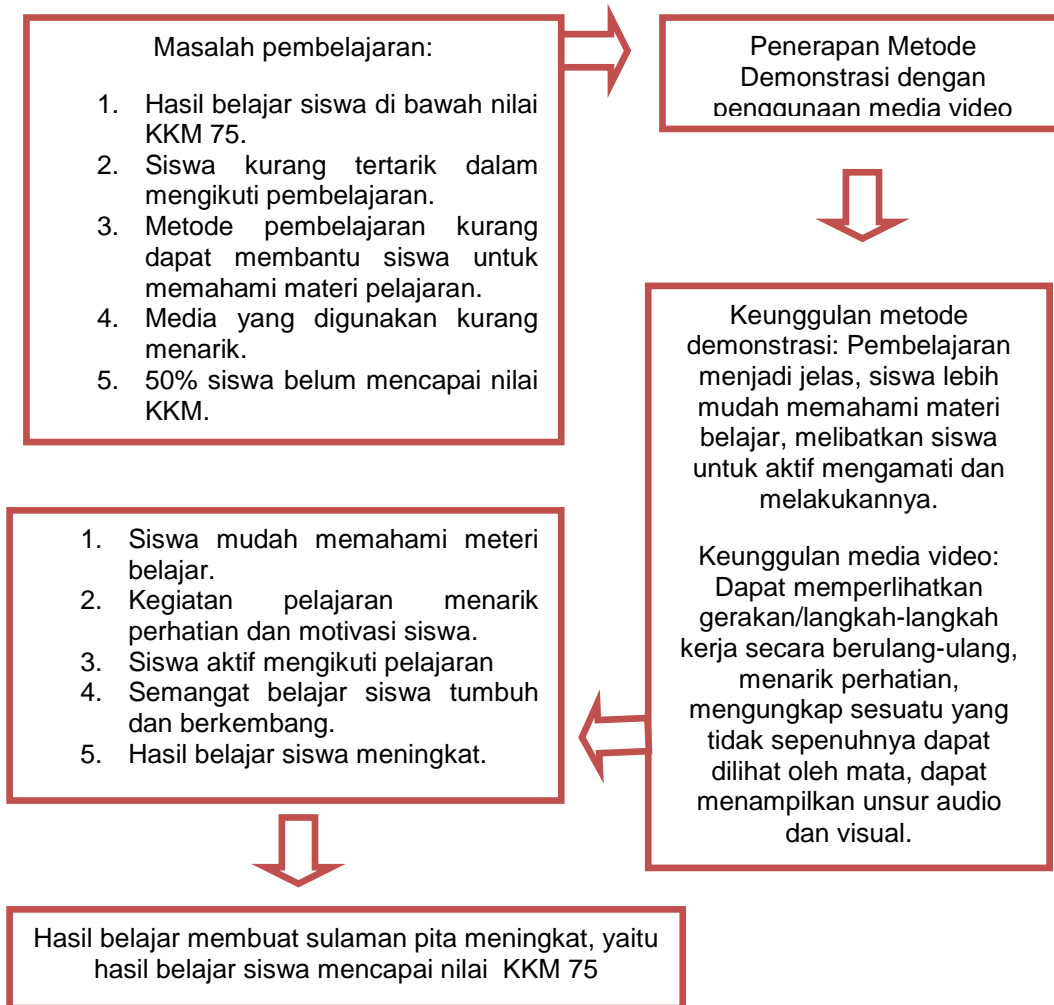 Masalah pembelajaran:
1. Hasil belajar siswa di bawah nilai
KKM 75.
2. Siswa kurang tertarik dalam
mengikuti pembelajaran.
3. Metode pembelajaran kurang
dapat membantu siswa untuk
memahami materi pelajaran.
4. Media yang digunakan kurang
menarik.
5. 50% siswa belum mencapai nilai
KKM.
Penerapan Metode
Demonstrasi dengan
penggunaan media video
Keunggulan metode
demonstrasi: Pembelajaran
menjadi jelas, siswa lebih
mudah memahami materi
belajar, melibatkan siswa
untuk aktif mengamati dan
melakukannya.
Keunggulan media video:
Dapat memperlihatkan
gerakan/langkah-langkah
kerja secara berulang-ulang,
menarik perhatian,
mengungkap sesuatu yang
tidak sepenuhnya dapat
dilihat oleh mata, dapat
menampilkan unsur audio
dan visual.
1. Siswa mudah memahami meteri
belajar.
2. Kegiatan pelajaran menarik
perhatian dan motivasi siswa.
3. Siswa aktif mengikuti pelajaran
4. Semangat belajar siswa tumbuh
dan berkembang.
5. Hasil belajar siswa meningkat.
Hasil belajar membuat sulaman pita meningkat, yaitu
hasil belajar siswa mencapai nilai KKM 75